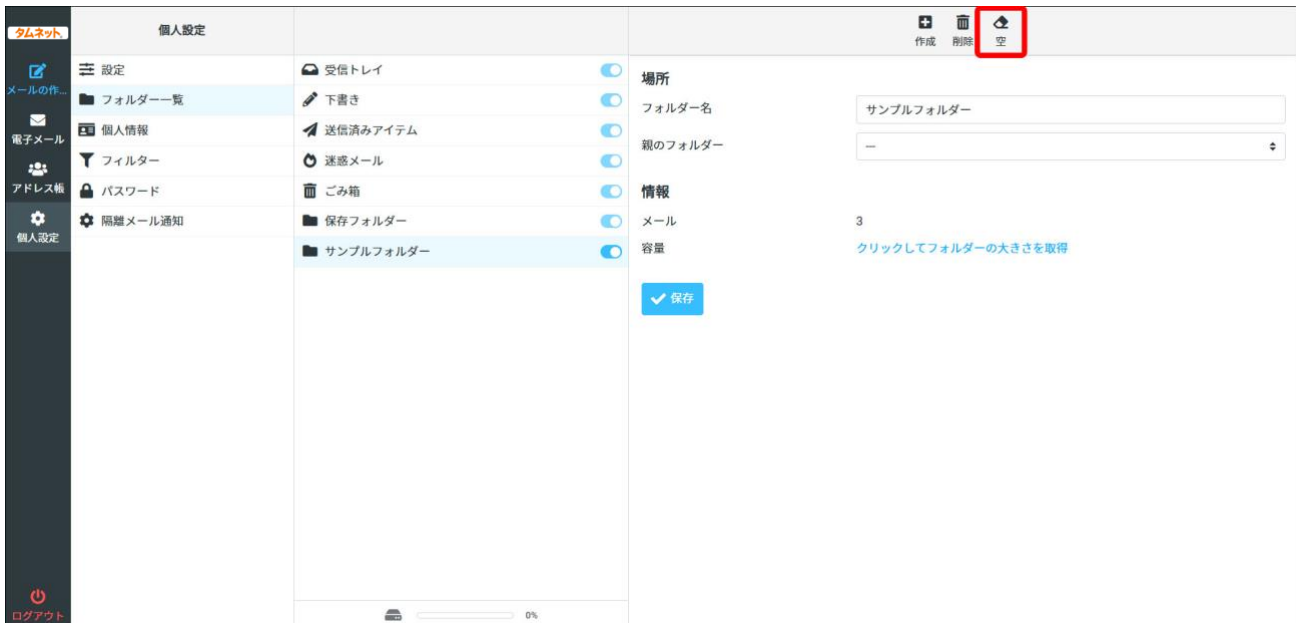 タムネット
メールの作...
電子メール
アドレス帳
個人設定
ログアウト
個人設定
設定
フォルダー一覧
個人情報
フィルター
パスワード
隔離メール通知
受信トレイ
下書き
送信済みアイテム
迷惑メール
ごみ箱
保存フォルダー
サンプルフォルダー
0%
作成 削除 空
場所
フォルダー名 サンプルフォルダー
親のフォルダー ---
情報
メール 3
容量 クリックしてフォルダーの大きさを取得
保存